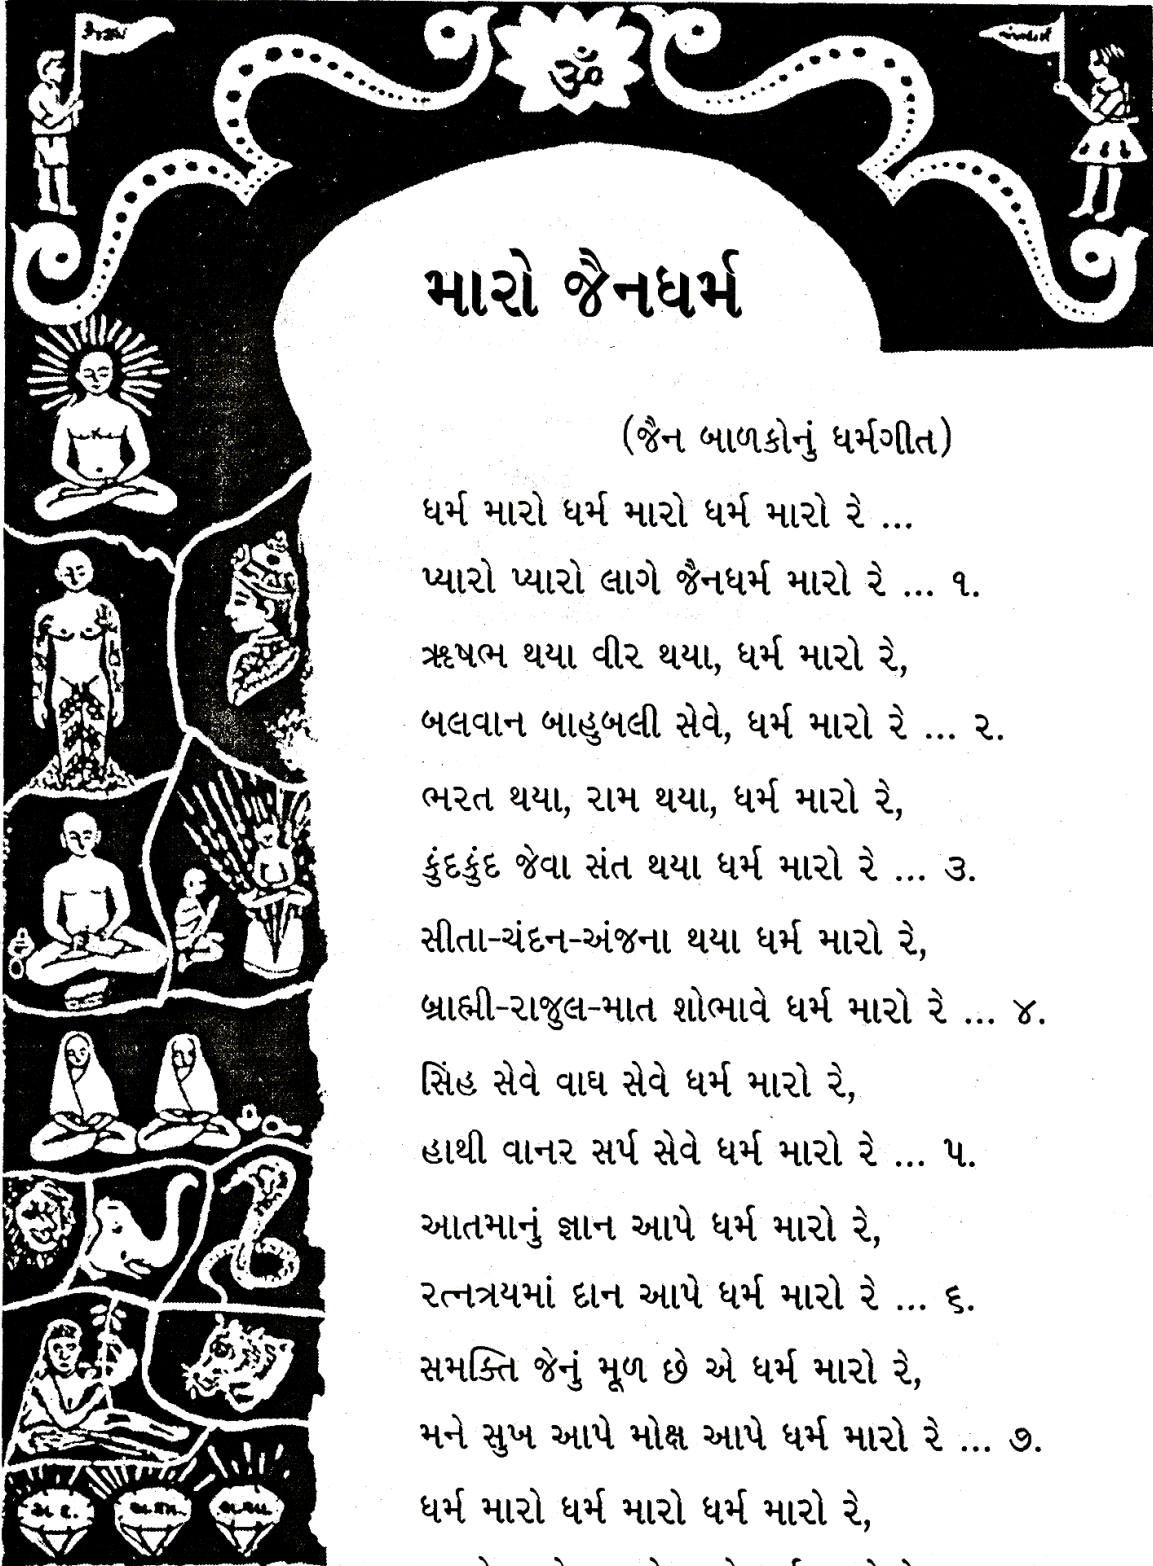 ૐ
મારો જૈનધર્મ
(જૈન બાળકોનું ધર્મગીત)
ધર્મ મારો ધર્મ મારો ધર્મ મારો રે ...
પ્યારો પ્યારો લાગે જૈનધર્મ મારો રે ... ૧.
ઋષભ થયા વીર થયા, ધર્મ મારો રે,
બલવાન બાહુબલી સેવે, ધર્મ મારો રે ... ૨.
ભરત થયા, રામ થયા, ધર્મ મારો રે,
કુંદકુંદ જેવા સંત થયા ધર્મ મારો રે ... ૩.
સીતા-ચંદન-અંજના થયા ધર્મ મારો રે,
બ્રાહ્મી-રાજુલ-માત શોભાવે ધર્મ મારો રે ... ૪.
સિંહ સેવે વાઘ સેવે ધર્મ મારો રે,
હાથી વાનર સર્પ સેવે ધર્મ મારો રે ... ૫.
આતમાનું જ્ઞાન આપે ધર્મ મારો રે,
રત્નત્રયમાં દાન આપે ધર્મ મારો રે ... ૬.
સમક્તિ જેનું મૂળ છે એ ધર્મ મારો રે,
મને સુખ આપે મોક્ષ આપે ધર્મ મારો રે ... ૭.
ધર્મ મારો ધર્મ મારો ધર્મ મારો રે,